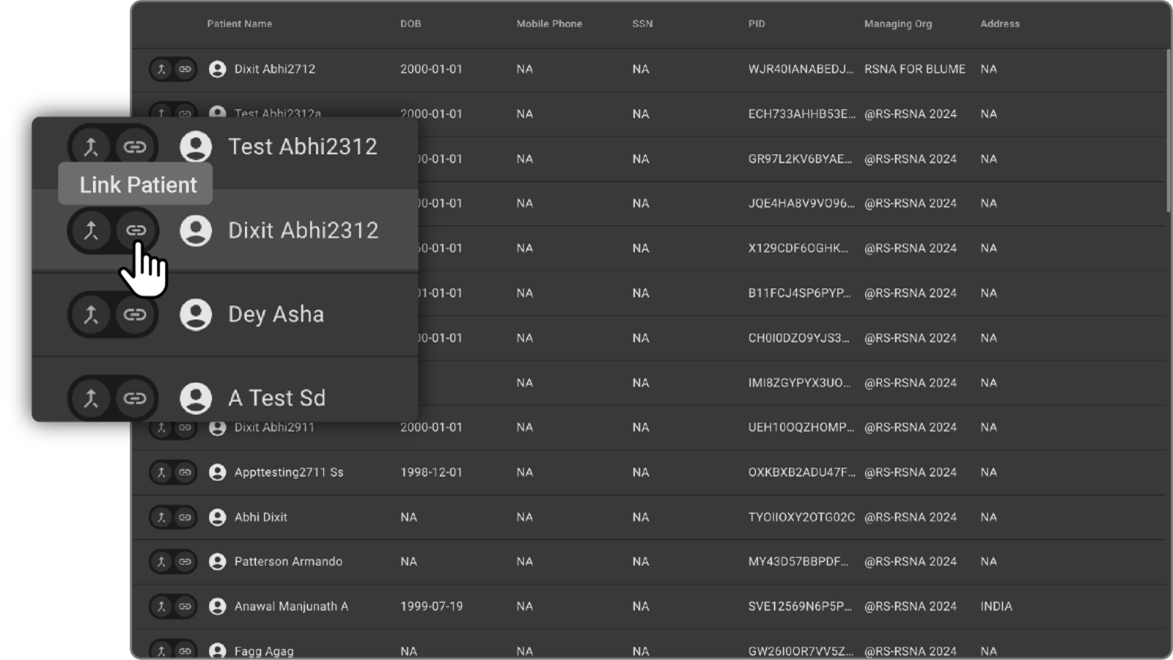 Patient Name DOB Mobile Phone SSN PID Managing Org Address
Dixit Abhi2712 2000-01-01 NA NA WJR40IANABEDJ... RSNA FOR BLUME NA
Test Abhi2312a 2000-01-01 NA NA ECH733AHHB53E... @RS-RSNA 2024 NA
Test Abhi2312 00-01-01 NA NA GR97L2KV6BYAE... @RS-RSNA 2024 NA
Link Patient
00-01-01 NA NA JQE4HA8V9VO96... @RS-RSNA 2024 NA
Dixit Abhi2312 60-01-01 NA NA X129CDF6OGHK... @RS-RSNA 2024 NA
01-01-01 NA NA B11FCJ4SP6PYP... @RS-RSNA 2024 NA
Dey Asha
00-01-01 NA NA CH0I0DZO9YJS3... @RS-RSNA 2024 NA
A Test Sd NA NA IMI8ZGYPYX3UO... @RS-RSNA 2024 NA
Dixit Abhi2911 2000-01-01 NA NA UEH10OQZHOMP... @RS-RSNA 2024 NA
Appttesting2711 Ss 1998-12-01 NA NA OXKBXB2ADU47F... @RS-RSNA 2024 NA
Abhi Dixit NA NA NA TYOIIOXY2OTG02C @RS-RSNA 2024 NA
Patterson Armando NA NA NA MY43D57BBPDF... @RS-RSNA 2024 NA
Anawal Manjunath A 1999-07-19 NA NA SVE12569N6P5P... @RS-RSNA 2024 INDIA
Fagg Agag NA NA NA GW26I0OR7VV5Z... @RS-RSNA 2024 NA